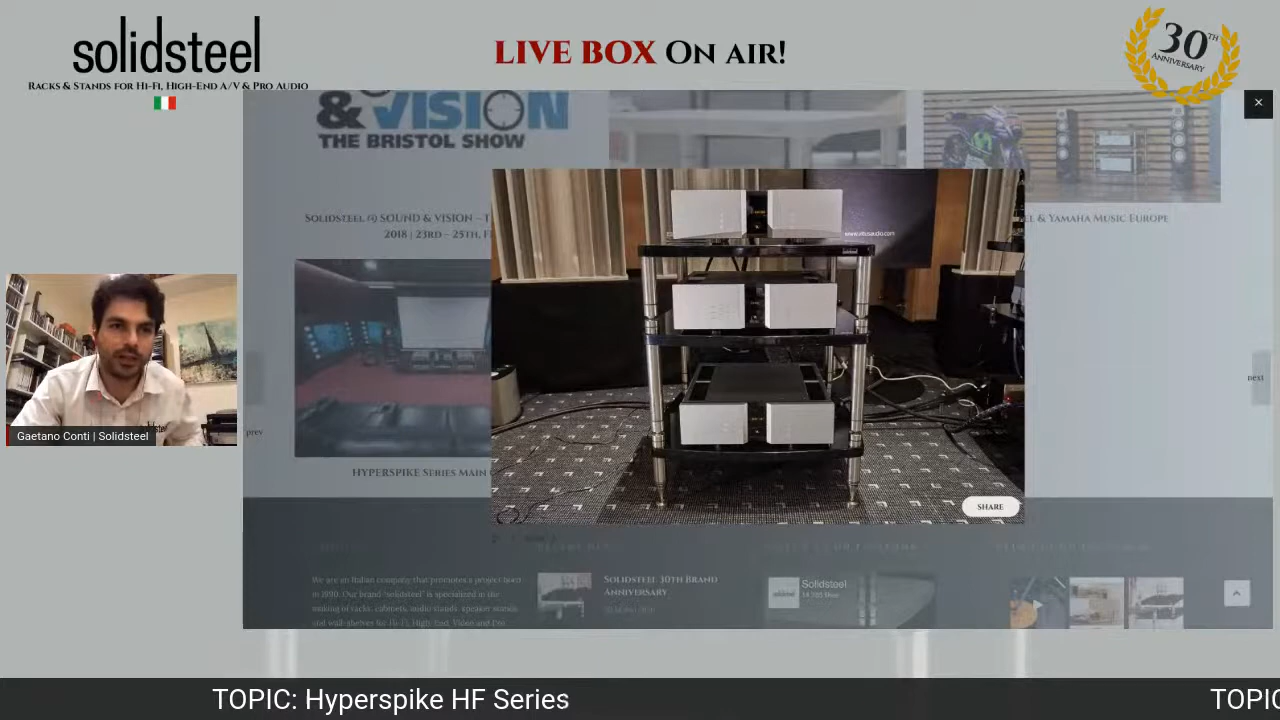 solidsteel
Racks & Stands for Hi-Fi, High-End A/V & Pro Audio
LIVE BOX On air!
30TH
ANNIVERSARY
×
& VISION
THE BRISTOL SHOW
Solidsteel @ SOUND & VISION – T
2018 | 23rd – 25th, F
& Yamaha Music Europe
www.vitusaudio.com
next
prev
Gaetano Conti | Solidsteel
HYPERSPIKE Series Main
SHARE
We are an Italian company that promotes a project born
in 1990. Our brand "solidsteel" is specialized in the
making of racks, cabinets, audio stands, speaker stands
and wall-shelves for Hi-Fi, High-End, Video and Pro
Solidsteel 30th Brand
Anniversary
Solidsteel
TOPIC: Hyperspike HF Series
TOPIC